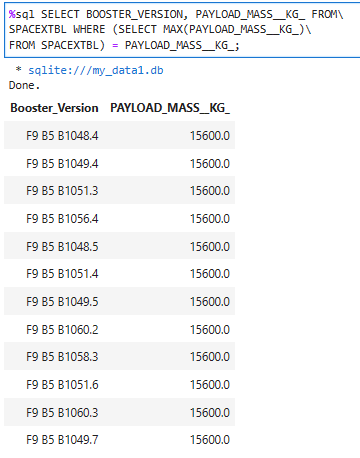 %sql SELECT BOOSTER_VERSION, PAYLOAD_MASS__KG_ FROM\
SPACEXTBL WHERE (SELECT MAX(PAYLOAD_MASS__KG_)\
FROM SPACEXTBL) = PAYLOAD_MASS__KG_;
* sqlite:///my_data1.db
Done.
Booster_Version PAYLOAD_MASS__KG_
F9 B5 B1048.4 15600.0
F9 B5 B1049.4 15600.0
F9 B5 B1051.3 15600.0
F9 B5 B1056.4 15600.0
F9 B5 B1048.5 15600.0
F9 B5 B1051.4 15600.0
F9 B5 B1049.5 15600.0
F9 B5 B1060.2 15600.0
F9 B5 B1058.3 15600.0
F9 B5 B1051.6 15600.0
F9 B5 B1060.3 15600.0
F9 B5 B1049.7 15600.0